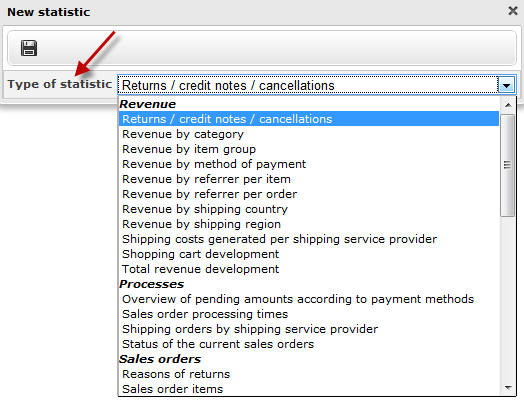 New statistic
Type of statistic Returns / credit notes / cancellations
Revenue
Returns / credit notes / cancellations
Revenue by category
Revenue by item group
Revenue by method of payment
Revenue by referrer per item
Revenue by referrer per order
Revenue by shipping country
Revenue by shipping region
Shipping costs generated per shipping service provider
Shopping cart development
Total revenue development
Processes
Overview of pending amounts according to payment methods
Sales order processing times
Shipping orders by shipping service provider
Status of the current sales orders
Sales orders
Reasons of returns
Sales order items